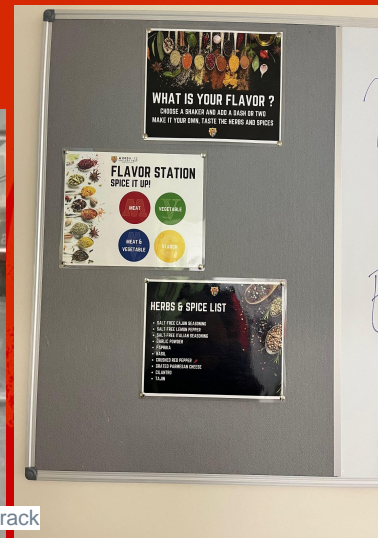 WHAT IS YOUR FLAVOR ?
CHOOSE A SHAKER AND ADD A DASH OR TWO
MAKE IT YOUR OWN, TASTE THE HERBS AND SPICES
FLAVOR STATION
SPICE IT UP!
MEAT
VEGETABLE
MEAT &
VEGETABLE
STARCH
HERBS & SPICE LIST
• SALT-FREE CAJUN SEASONING
• SALT-FREE LEMON PEPPER
• SALT-FREE ITALIAN SEASONING
• GARLIC POWDER
• PAPRIKA
• BASIL
• CRUSHED RED PEPPER
• GRATED PARMESAN CHEESE
• CILANTRO
• TAJIN
rack